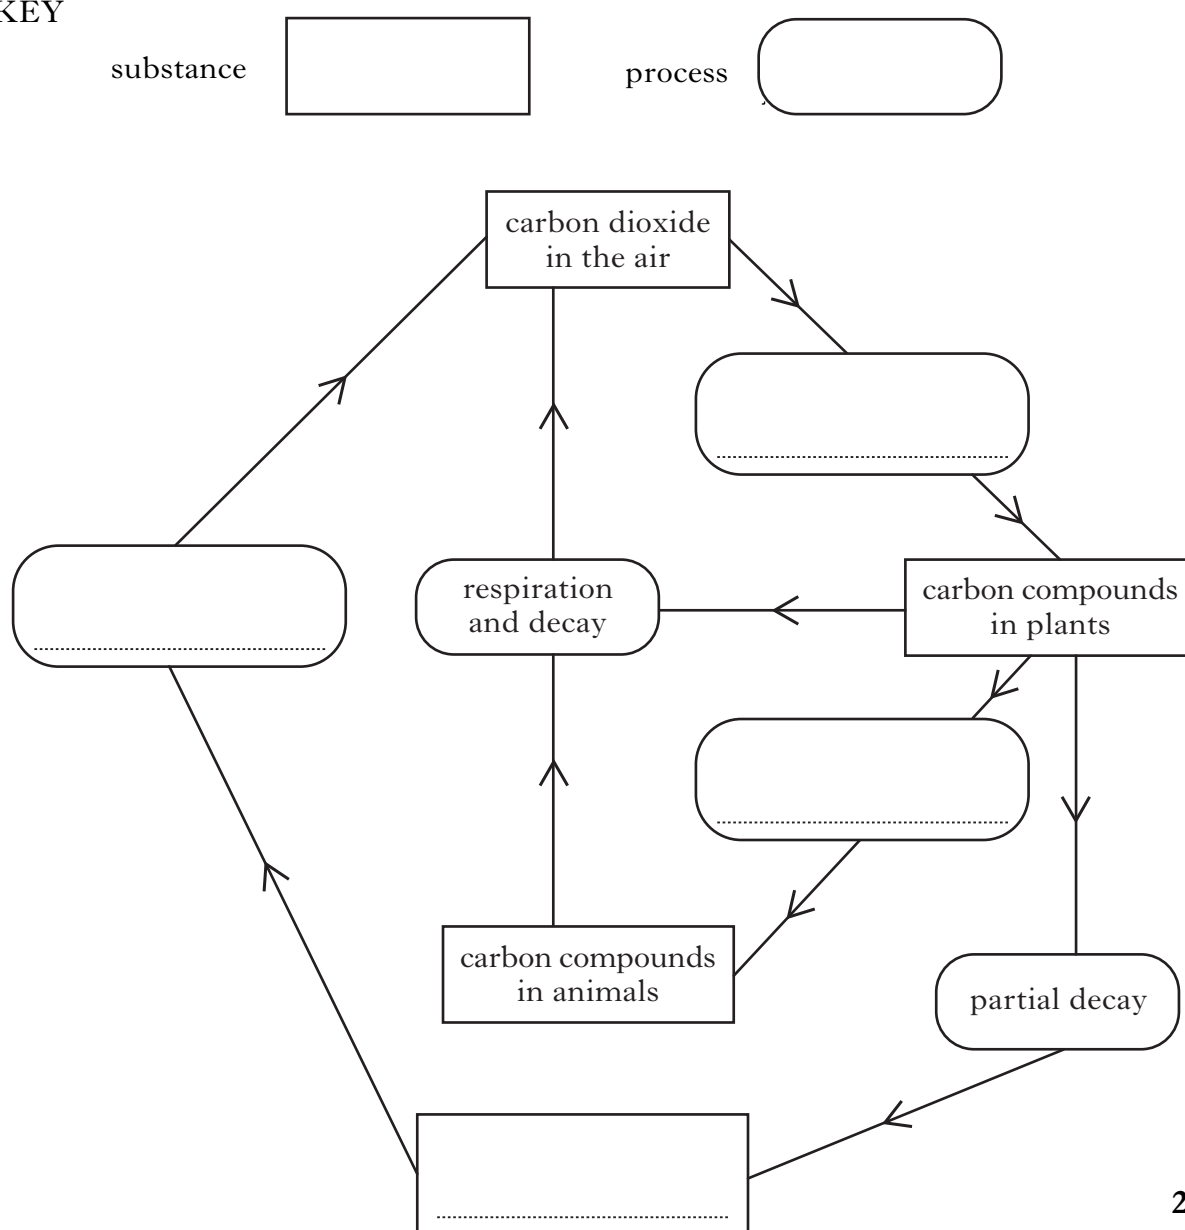 KEY
substance
process
carbon dioxide
in the air
respiration
and decay
carbon compounds
in plants
carbon compounds
in animals
partial decay
2